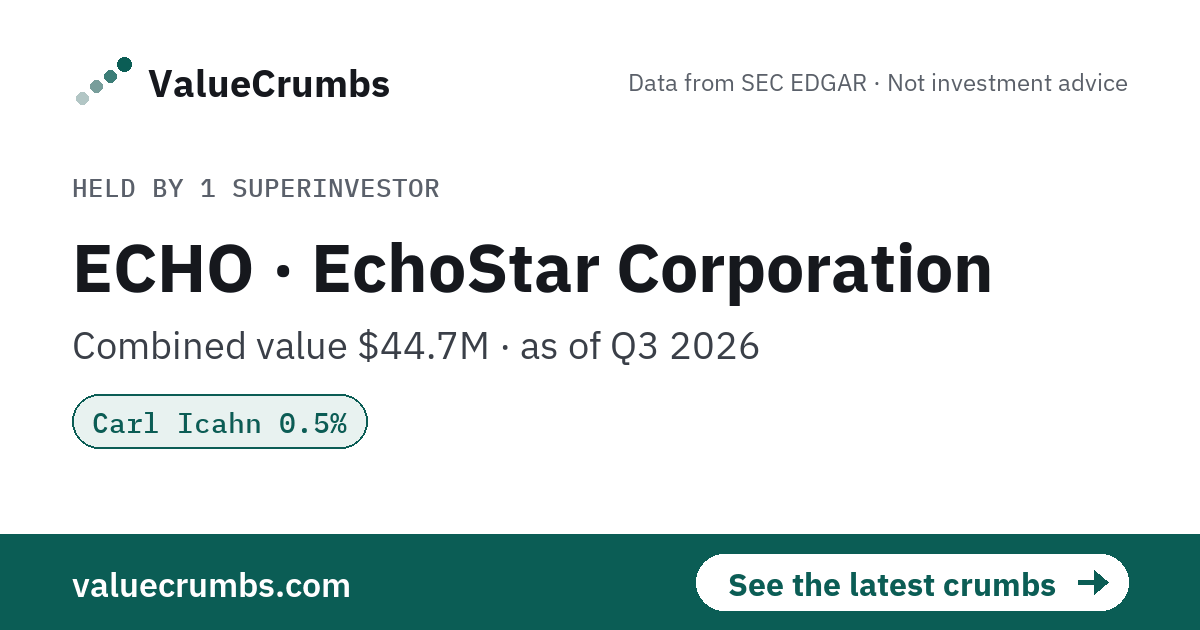 ValueCrumbs
Data from SEC EDGAR · Not investment advice
HELD BY 1 SUPERINVESTOR
ECHO · EchoStar Corporation
Combined value $44.7M · as of Q3 2026
Carl Icahn 0.5%
valuecrumbs.com
See the latest crumbs →